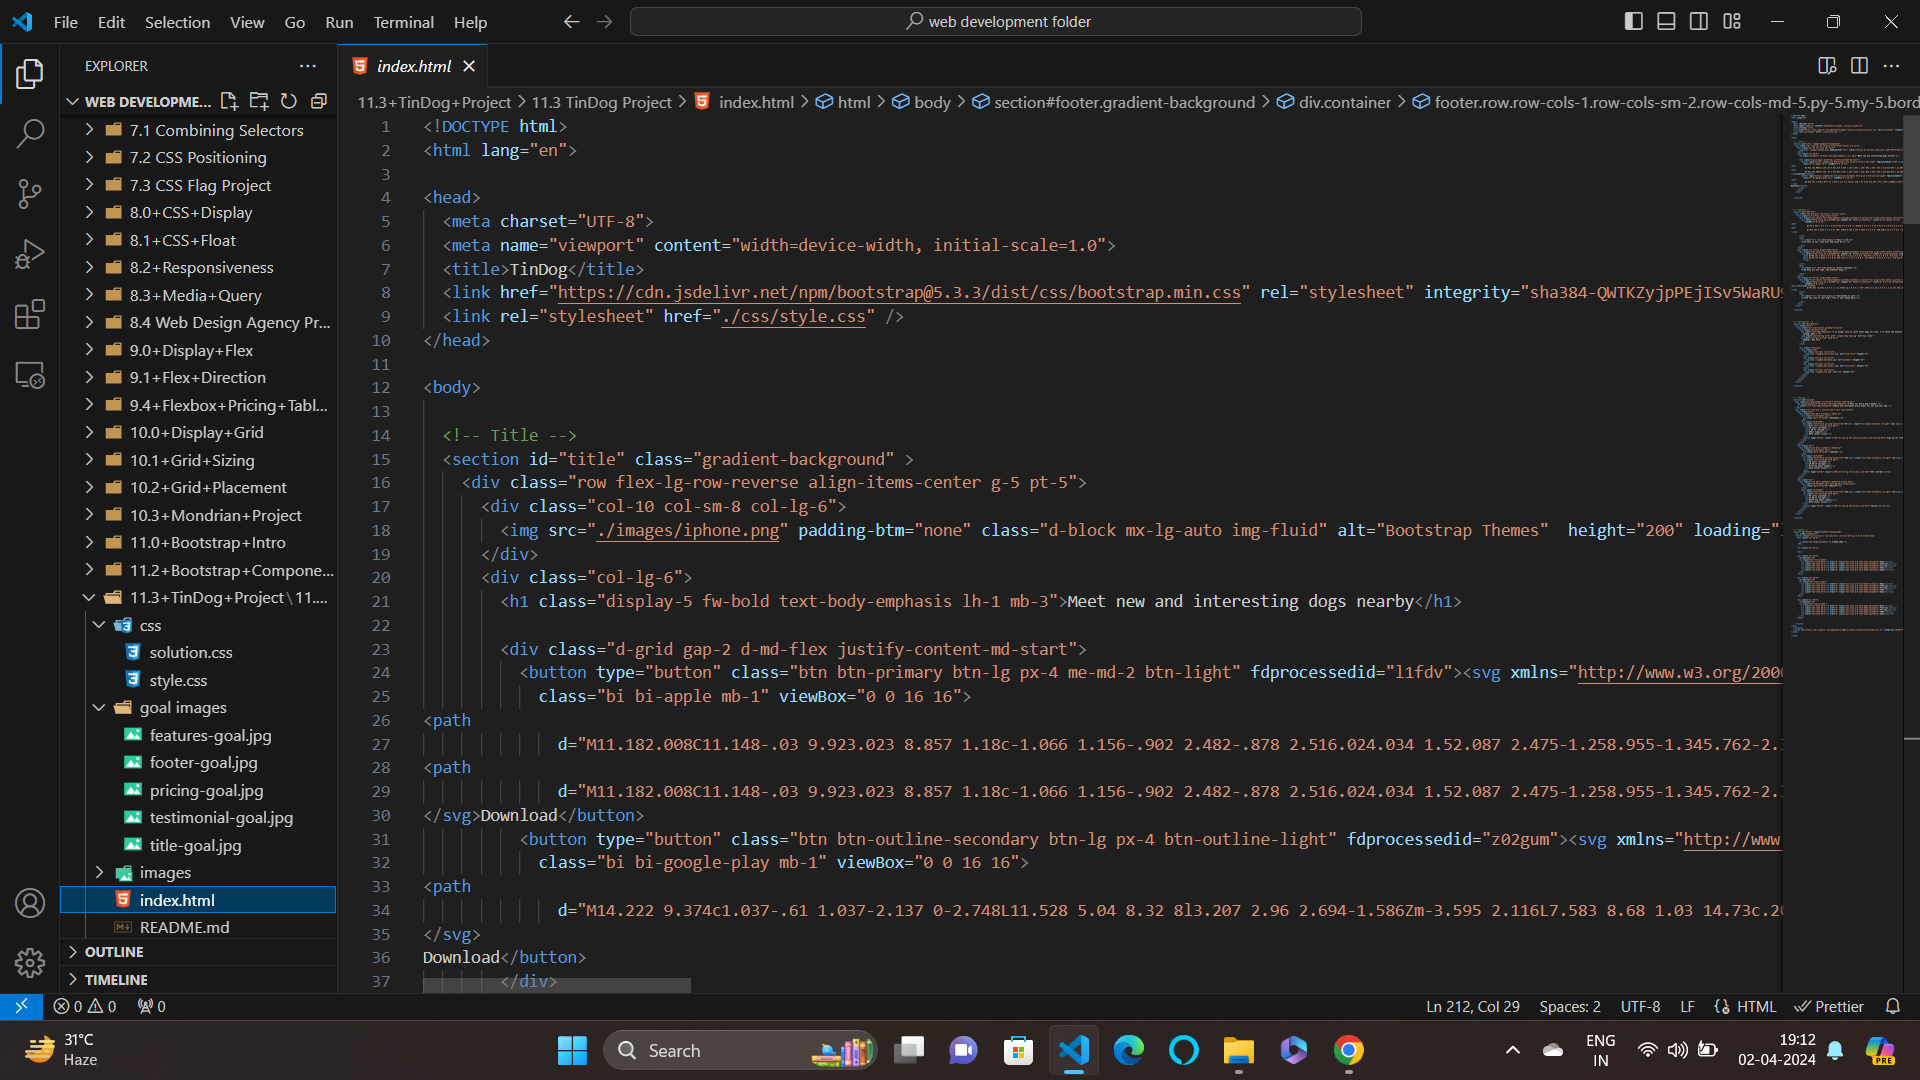 File Edit Selection View Go Run Terminal Help
web development folder
EXPLORER
WEB DEVELOPME...
7.1 Combining Selectors
7.2 CSS Positioning
7.3 CSS Flag Project
8.0+CSS+Display
8.1+CSS+Float
8.2+Responsiveness
8.3+Media+Query
8.4 Web Design Agency Pr...
9.0+Display+Flex
9.1+Flex+Direction
9.4+Flexbox+Pricing+Tabl...
10.0+Display+Grid
10.1+Grid+Sizing
10.2+Grid+Placement
10.3+Mondrian+Project
11.0+Bootstrap+Intro
11.2+Bootstrap+Compone...
11.3+TinDog+Project\11....
css
solution.css
style.css
goal images
features-goal.jpg
footer-goal.jpg
pricing-goal.jpg
testimonial-goal.jpg
title-goal.jpg
images
index.html
README.md
OUTLINE
TIMELINE
index.html
11.3+TinDog+Project > 11.3 TinDog Project > index.html > html > body > section#footer.gradient-background > div.container > footer.row.row-cols-1.row-cols-sm-2.row-cols-md-5.py-5.my-5.bord
1 <!DOCTYPE html>
2 <html lang="en">
3
4 <head>
5 <meta charset="UTF-8">
6 <meta name="viewport" content="width=device-width, initial-scale=1.0">
7 <title>TinDog</title>
8 <link href="https://cdn.jsdelivr.net/npm/bootstrap@5.3.3/dist/css/bootstrap.min.css" rel="stylesheet" integrity="sha384-QWTKZyjpPEjISv5WaRU
9 <link rel="stylesheet" href="./css/style.css" />
10 </head>
11
12 <body>
13
14 <!-- Title -->
15 <section id="title" class="gradient-background" >
16 <div class="row flex-lg-row-reverse align-items-center g-5 pt-5">
17 <div class="col-10 col-sm-8 col-lg-6">
18 <img src="./images/iphone.png" padding-btm="none" class="d-block mx-lg-auto img-fluid" alt="Bootstrap Themes" height="200" loading="
19 </div>
20 <div class="col-lg-6">
21 <h1 class="display-5 fw-bold text-body-emphasis lh-1 mb-3">Meet new and interesting dogs nearby</h1>
22
23 <div class="d-grid gap-2 d-md-flex justify-content-md-start">
24 <button type="button" class="btn btn-primary btn-lg px-4 me-md-2 btn-light" fdprocessedid="l1fdv"><svg xmlns="http://www.w3.org/200
25 class="bi bi-apple mb-1" viewBox="0 0 16 16">
26 <path
27 d="M11.182.008C11.148-.03 9.923.023 8.857 1.18c-1.066 1.156-.902 2.482-.878 2.516.024.034 1.52.087 2.475-1.258.955-1.345.762-2.
28 <path
29 d="M11.182.008C11.148-.03 9.923.023 8.857 1.18c-1.066 1.156-.902 2.482-.878 2.516.024.034 1.52.087 2.475-1.258.955-1.345.762-2.
30 </svg>Download</button>
31 <button type="button" class="btn btn-outline-secondary btn-lg px-4 btn-outline-light" fdprocessedid="z02gum"><svg xmlns="http://www
32 class="bi bi-google-play mb-1" viewBox="0 0 16 16">
33 <path
34 d="M14.222 9.374c1.037-.61 1.037-2.137 0-2.748L11.528 5.04 8.32 8l3.207 2.96 2.694-1.586Zm-3.595 2.116L7.583 8.68 1.03 14.73c.2
35 </svg>
36 Download</button>
37 </div>
0 0 0
Ln 212, Col 29 Spaces: 2 UTF-8 LF HTML Prettier
31°C
Haze
Search
ENG
IN
19:12
02-04-2024
PRE